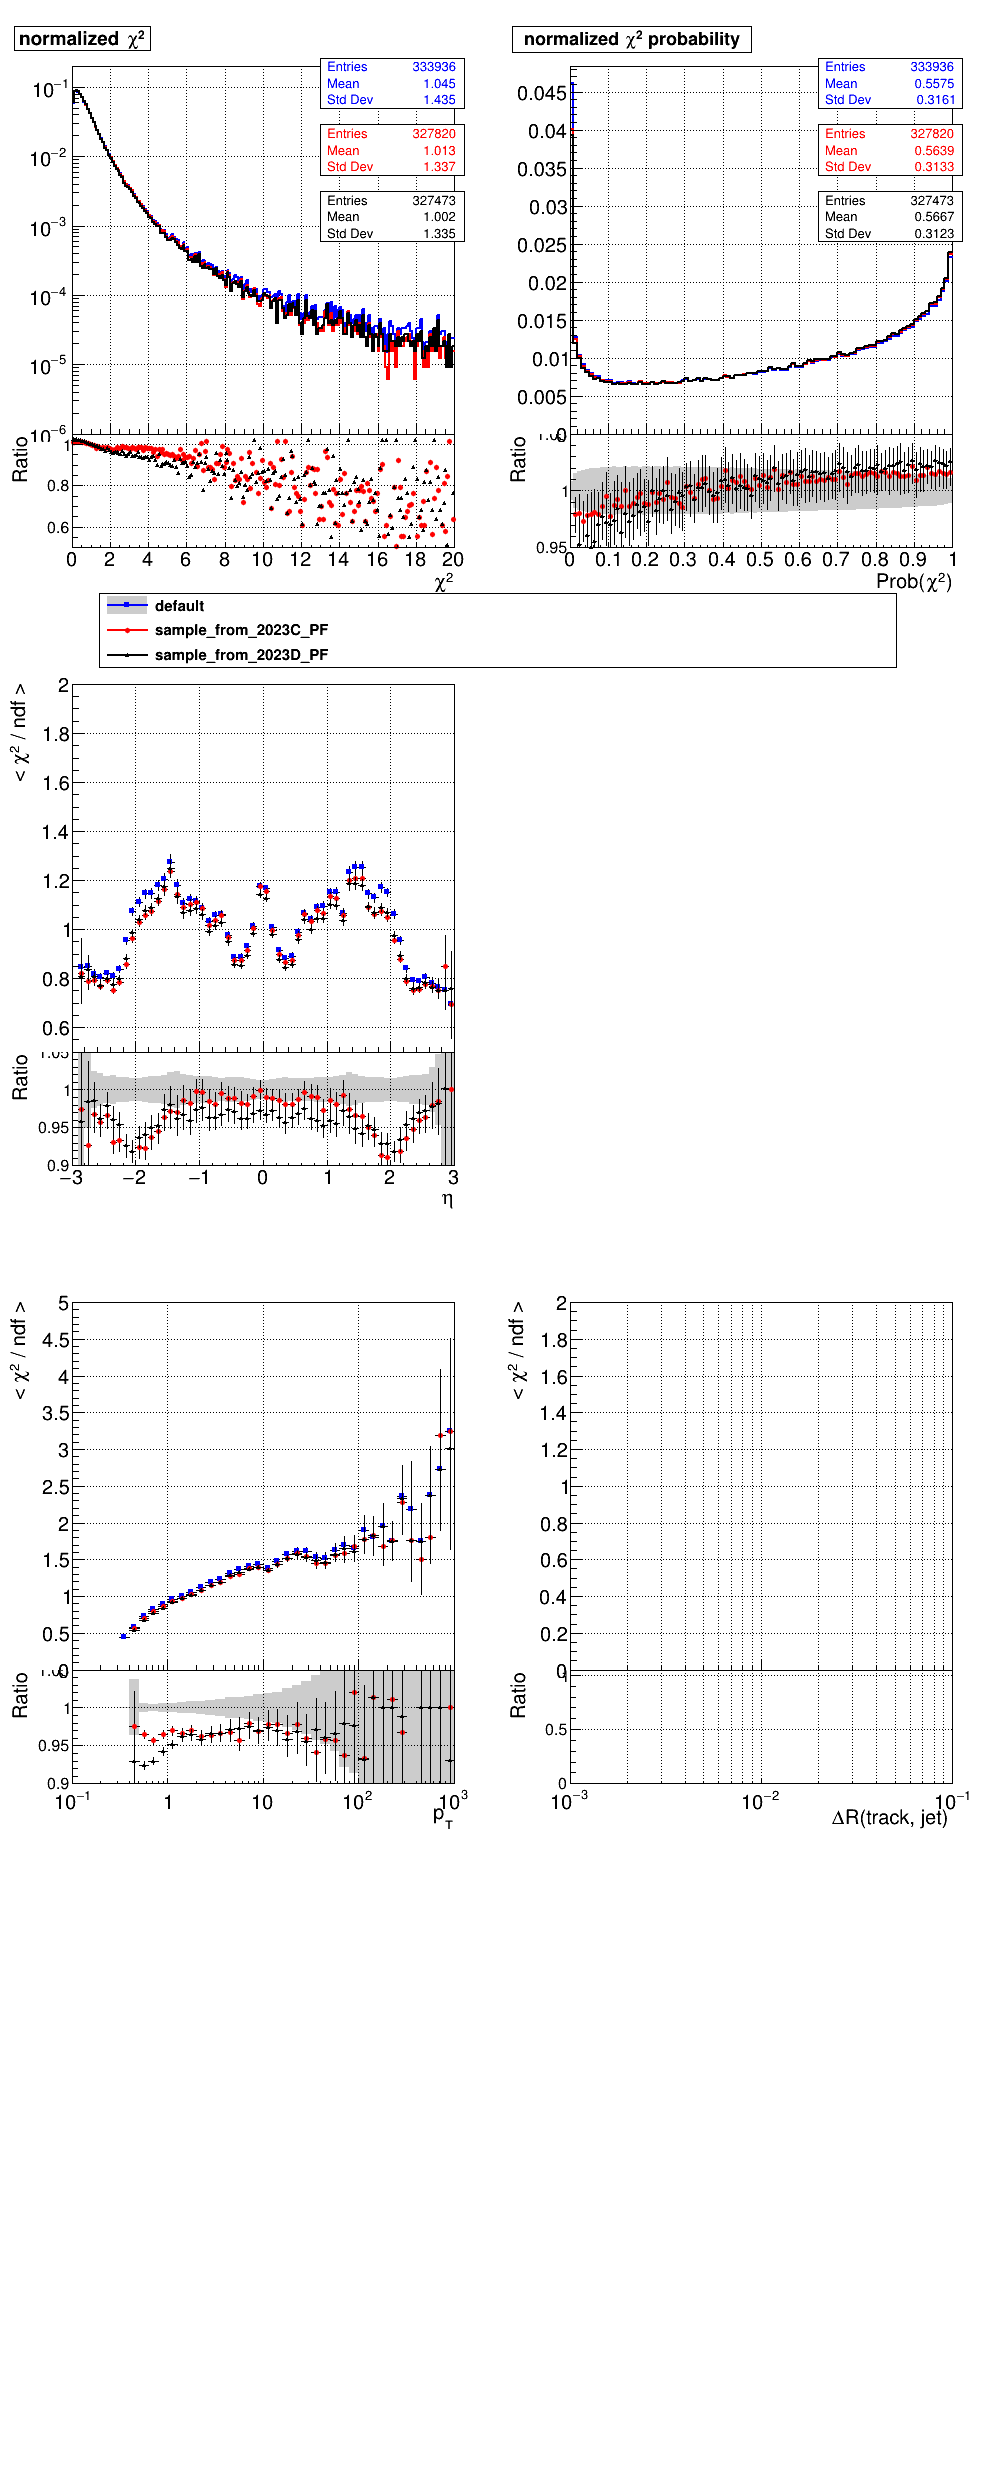 normalized χ²
Entries 333936
Mean 1.045
Std Dev 1.435
Entries 327820
Mean 1.013
Std Dev 1.337
Entries 327473
Mean 1.002
Std Dev 1.335
10⁻¹
10⁻²
10⁻³
10⁻⁴
10⁻⁵
10⁻⁶
Ratio
1
0.8
0.6
0 2 4 6 8 10 12 14 16 18 20
χ²
normalized χ² probability
Entries 333936
Mean 0.5575
Std Dev 0.3161
Entries 327820
Mean 0.5639
Std Dev 0.3133
Entries 327473
Mean 0.5667
Std Dev 0.3123
0.045
0.04
0.035
0.03
0.025
0.02
0.015
0.01
0.005
0
Ratio
1
0.95
0 0.1 0.2 0.3 0.4 0.5 0.6 0.7 0.8 0.9 1
Prob(χ²)
default
sample_from_2023C_PF
sample_from_2023D_PF
< χ² / ndf >
2
1.8
1.6
1.4
1.2
1
0.8
0.6
Ratio
1.05
1
0.95
0.9
−3 −2 −1 0 1 2 3
η
< χ² / ndf >
5
4.5
4
3.5
3
2.5
2
1.5
1
0.5
0
Ratio
1
0.95
0.9
10⁻¹ 1 10 10² 10³
p_T
< χ² / ndf >
2
1.8
1.6
1.4
1.2
1
0.8
0.6
0.4
0.2
0
Ratio
1
0.5
0
10⁻³ 10⁻² 10⁻¹
ΔR(track, jet)